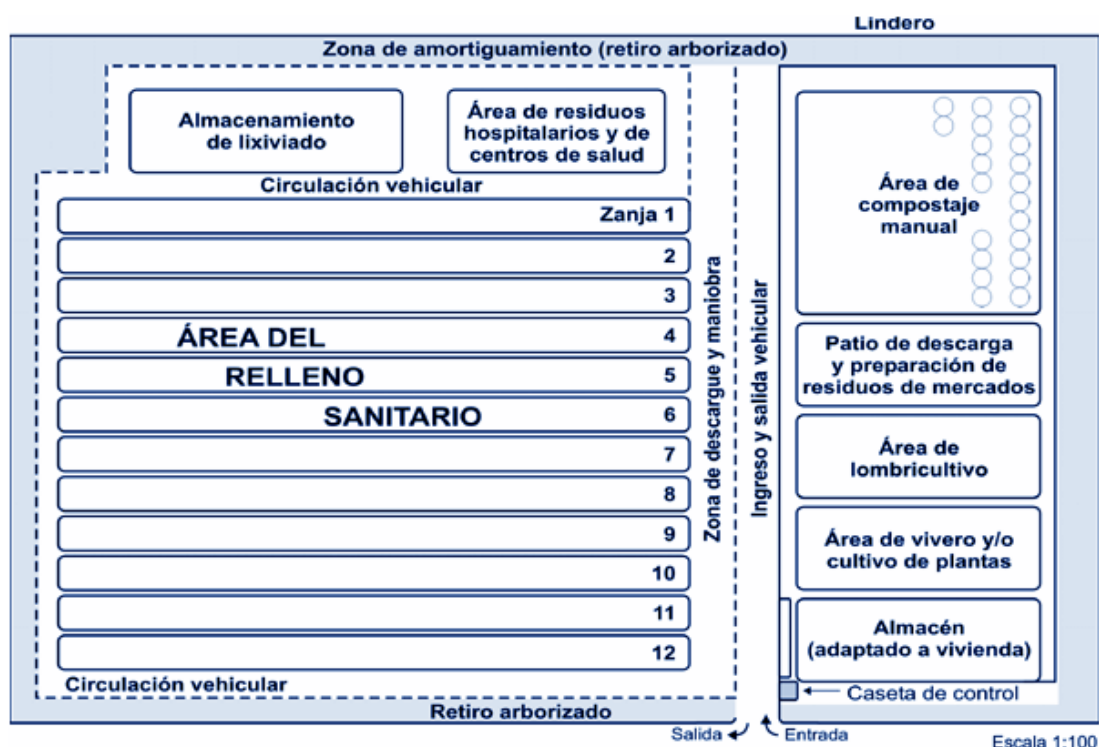 Lindero
Zona de amortiguamiento (retiro arborizado)
Almacenamiento
de lixiviado
Área de residuos
hospitalarios y de
centros de salud
Circulación vehicular
Zanja 1
2
3
ÁREA DEL
4
RELLENO
5
SANITARIO
6
7
8
9
10
11
12
Circulación vehicular
Retiro arborizado
Zona de descargue y maniobra
Ingreso y salida vehicular
Área de
compostaje
manual
Patio de descarga
y preparación de
residuos de mercados
Área de
lombricultivo
Área de vivero y/o
cultivo de plantas
Almacén
(adaptado a vivienda)
Caseta de control
Salida
Entrada
Escala 1:100